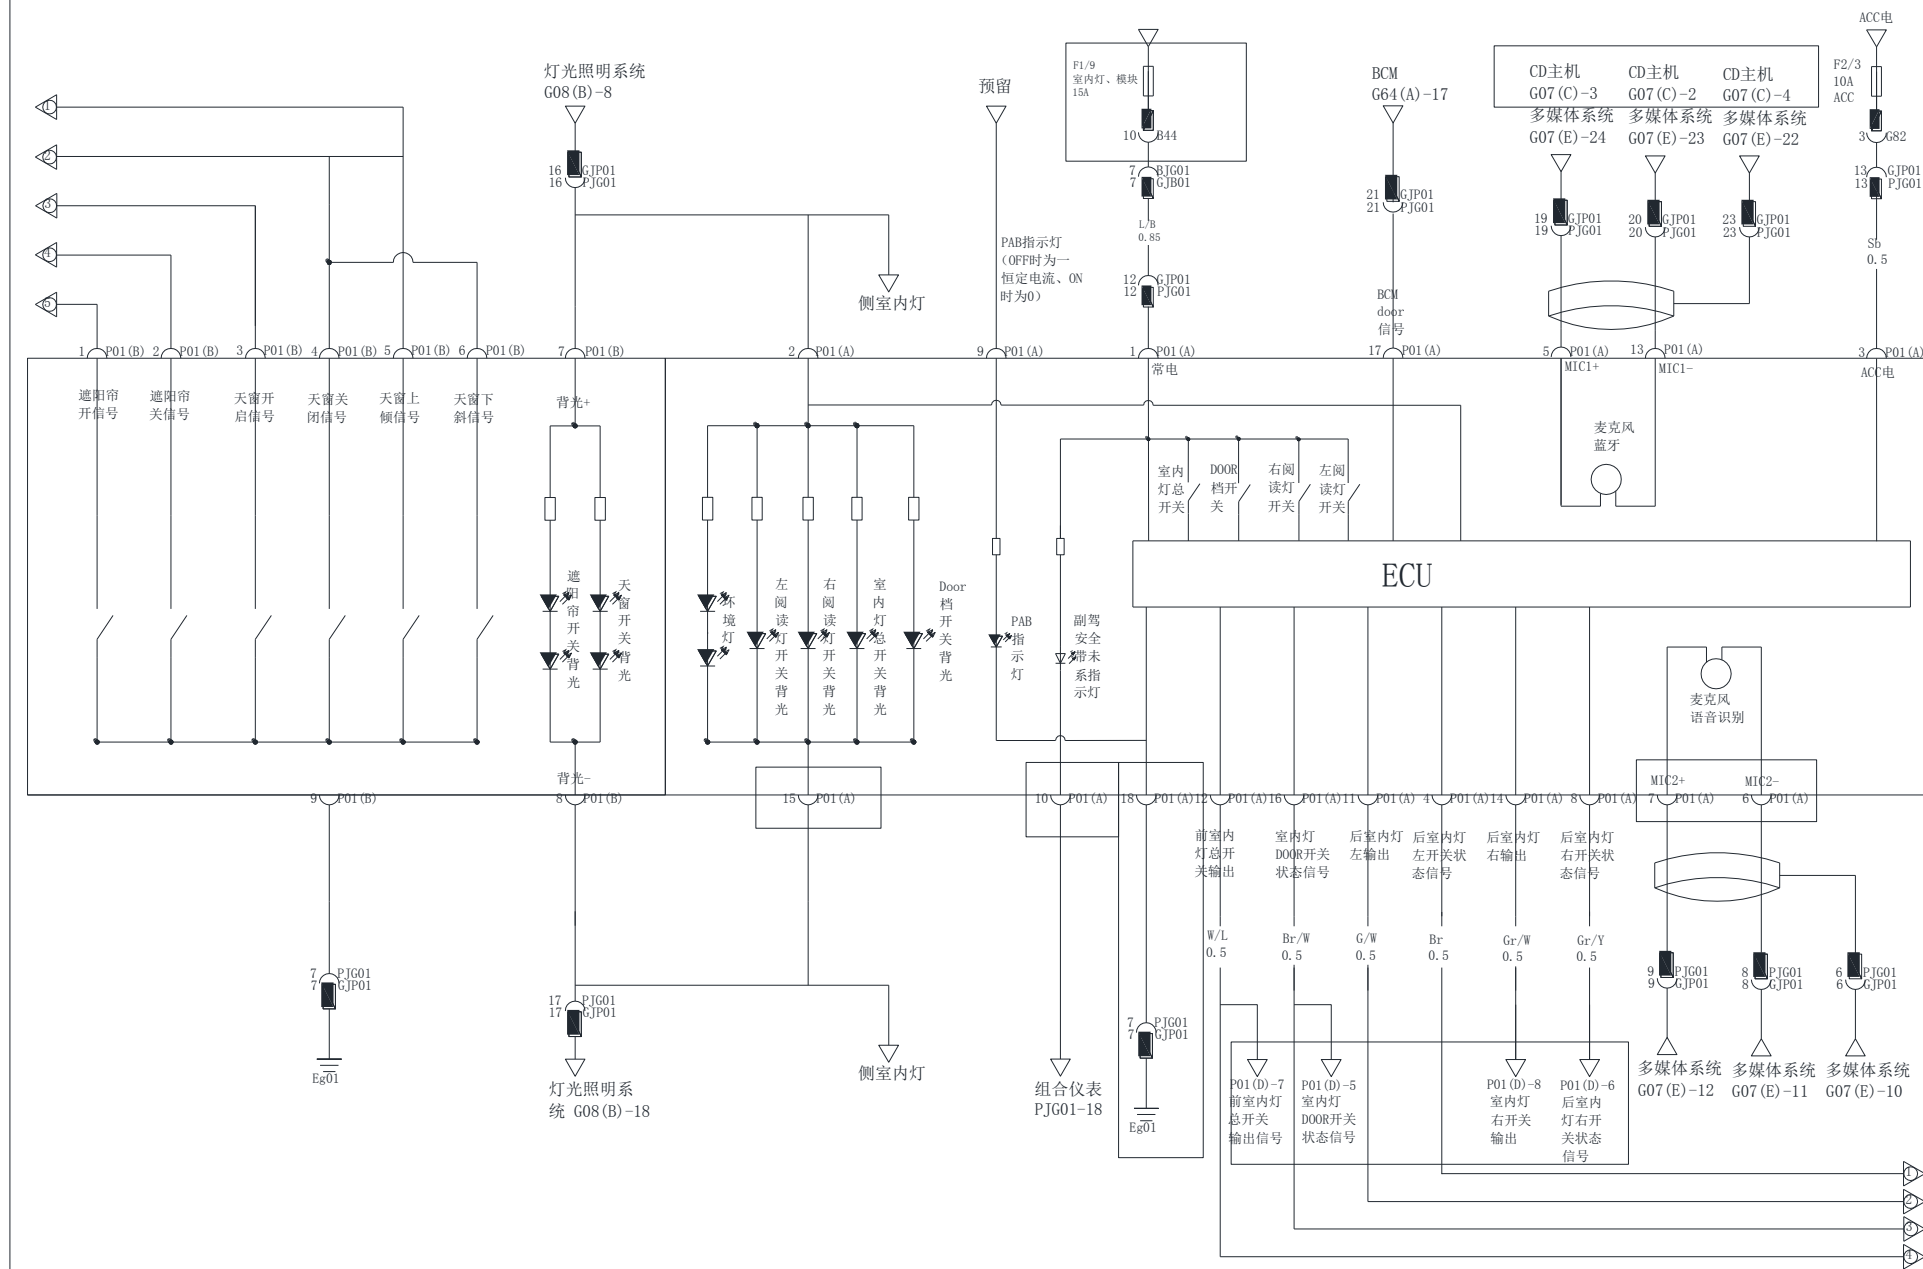 ACC电
F2/3
10A
ACC
3 G82
13 GJP01
13 PJG01
Sb
0.5
灯光照明系统
G08(B)-8
16 GJP01
16 PJG01
预留
F1/9
室内灯、模块
15A
10 B44
7 BJG01
7 GJB01
L/B
0.85
12 GJP01
12 PJG01
BCM
G64(A)-17
21 GJP01
21 PJG01
BCM
door
信号
CD主机
G07(C)-3
多媒体系统
G07(E)-24
CD主机
G07(C)-2
多媒体系统
G07(E)-23
CD主机
G07(C)-4
多媒体系统
G07(E)-22
19 GJP01
19 PJG01
20 GJP01
20 PJG01
23 GJP01
23 PJG01
1
2
3
4
5
PAB指示灯
（OFF时为一
恒定电流、ON
时为0）
侧室内灯
1 P01(B)
2 P01(B)
3 P01(B)
4 P01(B)
5 P01(B)
6 P01(B)
7 P01(B)
2 P01(A)
9 P01(A)
1 P01(A)
17 P01(A)
5 P01(A)
13 P01(A)
3 P01(A)
遮阳帘
开信号
遮阳帘
关信号
天窗开
启信号
天窗关
闭信号
天窗上
倾信号
天窗下
斜信号
背光+
常电
MIC1+
MIC1-
ACC电
麦克风
蓝牙
室内
灯总
开关
DOOR
档开
关
右阅
读灯
开关
左阅
读灯
开关
ECU
遮阳帘开关背光
天窗开关背光
环境灯
左阅读灯开关背光
右阅读灯开关背光
室内灯总开关背光
Door
档开关背光
PAB
指示灯
副驾
安全
带未
系指
示灯
麦克风
语音识别
背光-
MIC2+
MIC2-
9 P01(B)
8 P01(B)
15 P01(A)
10 P01(A)
18 P01(A)
12 P01(A)
16 P01(A)
11 P01(A)
4 P01(A)
14 P01(A)
8 P01(A)
7 P01(A)
6 P01(A)
前室内
灯总开
关输出
室内灯
DOOR开关
状态信号
后室内灯
左输出
后室内灯
左开关状
态信号
后室内灯
右输出
后室内灯
右开关状
态信号
W/L
0.5
Br/W
0.5
G/W
0.5
Br
0.5
Gr/W
0.5
Gr/Y
0.5
7 PJG01
7 GJP01
Eg01
17 PJG01
17 GJP01
灯光照明系
统 G08(B)-18
侧室内灯
组合仪表
PJG01-18
7 PJG01
7 GJP01
Eg01
P01(D)-7
前室内灯
总开关
输出信号
P01(D)-5
室内灯
DOOR开关
状态信号
P01(D)-8
室内灯
右开关
输出
P01(D)-6
后室内
灯右开
关状态
信号
9 PJG01
9 GJP01
8 PJG01
8 GJP01
6 PJG01
6 GJP01
多媒体系统
G07(E)-12
多媒体系统
G07(E)-11
多媒体系统
G07(E)-10
1
2
3
4